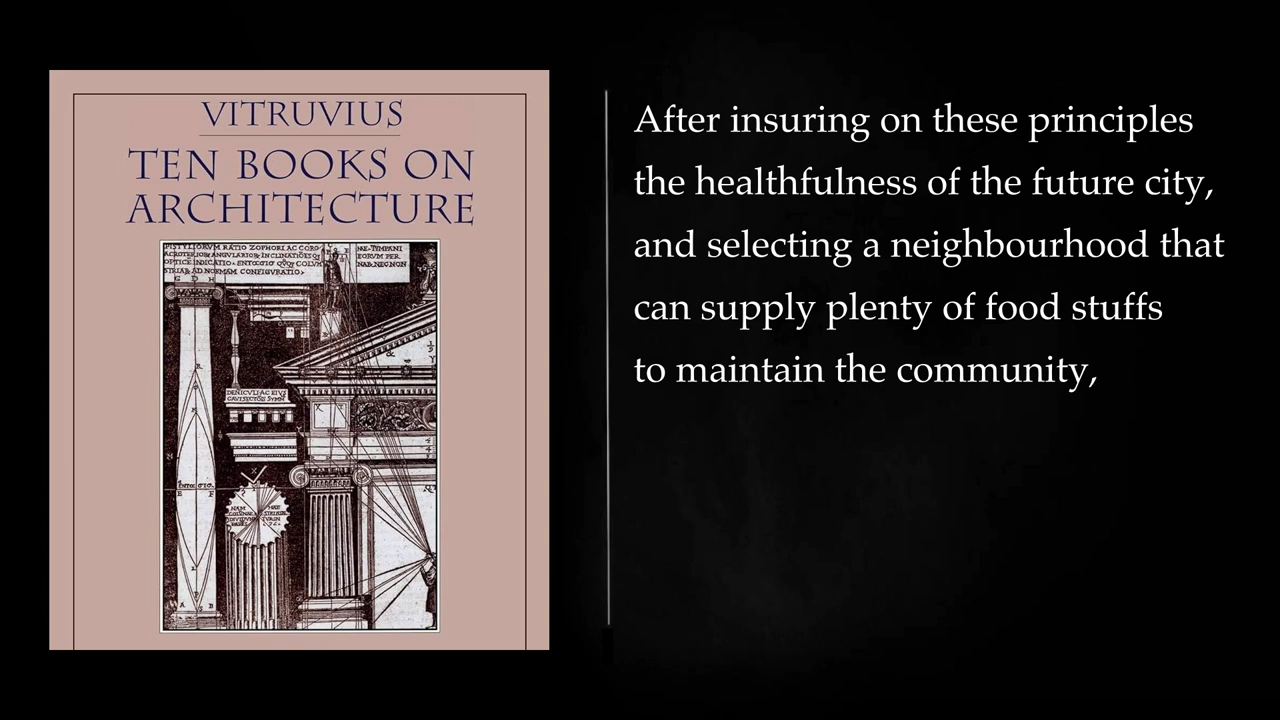 VITRUVIUS
TEN BOOKS ON
ARCHITECTURE
After insuring on these principles
the healthfulness of the future city,
and selecting a neighbourhood that
can supply plenty of food stuffs
to maintain the community,